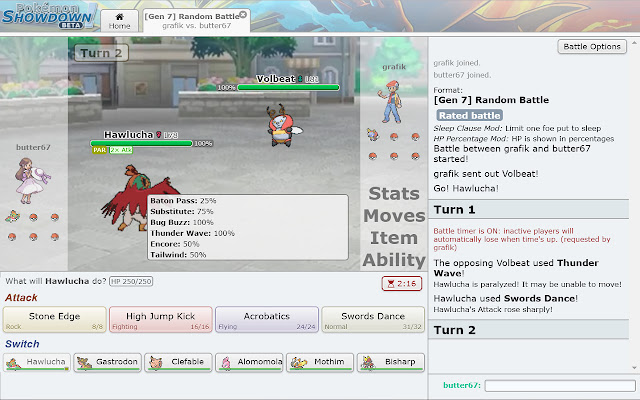 Pokémon
SHOWDOWN
BETA
Home
[Gen 7] Random Battle
grafik vs. butter67
Turn 2
Volbeat
100%
grafik
Hawlucha
100%
PAR 2× Atk
butter67
Baton Pass: 25%
Substitute: 75%
Bug Buzz: 100%
Thunder Wave: 100%
Encore: 50%
Tailwind: 50%
Stats
Moves
Item
Ability
What will Hawlucha do? HP 250/250
2:16
Attack
Stone Edge
Rock 8/8
High Jump Kick
Fighting 16/16
Acrobatics
Flying 24/24
Swords Dance
Normal 31/32
Switch
Hawlucha
Gastrodon
Clefable
Alomomola
Mothim
Bisharp
Battle Options
grafik joined.
butter67 joined.
Format:
[Gen 7] Random Battle
Rated battle
Sleep Clause Mod: Limit one foe put to sleep
HP Percentage Mod: HP is shown in percentages
Battle between grafik and butter67
started!
grafik sent out Volbeat!
Go! Hawlucha!
Turn 1
Battle timer is ON: inactive players will
automatically lose when time's up. (requested by
grafik)
The opposing Volbeat used Thunder
Wave!
Hawlucha is paralyzed! It may be unable to move!
Hawlucha used Swords Dance!
Hawlucha's Attack rose sharply!
Turn 2
butter67: